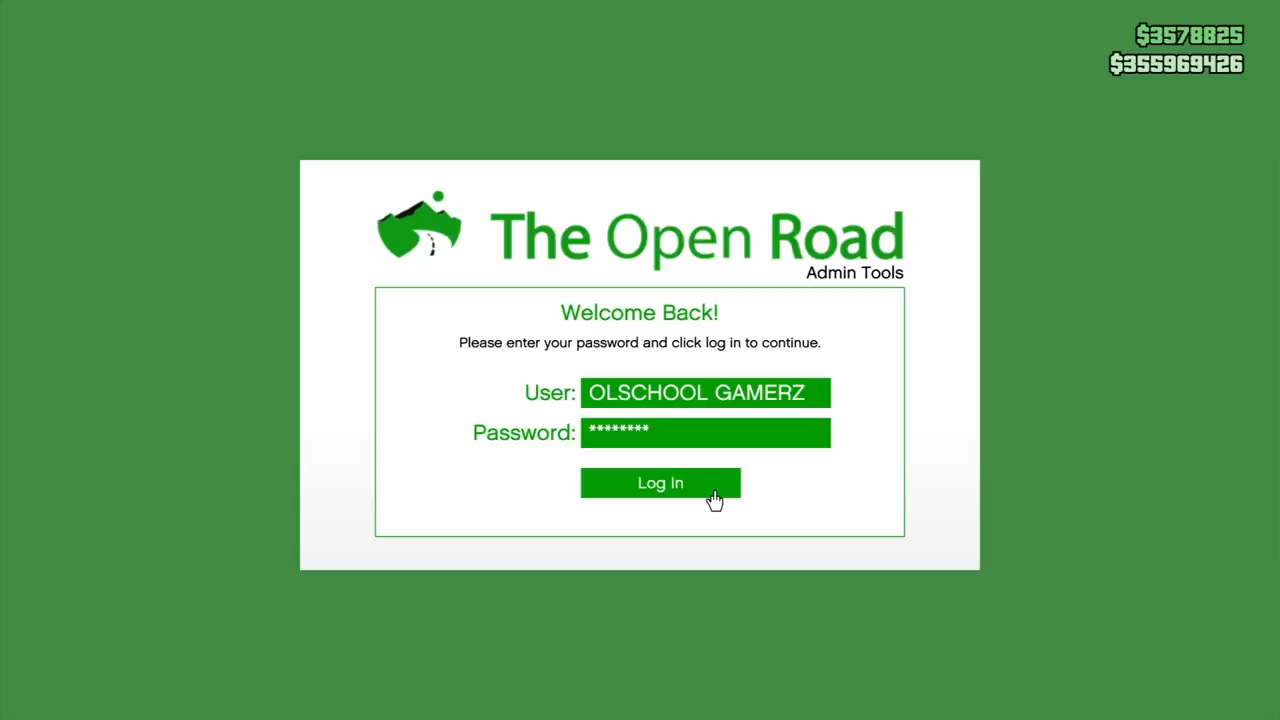 $3578825
$355969426
The Open Road
Admin Tools
Welcome Back!
Please enter your password and click log in to continue.
User: OLSCHOOL GAMERZ
Password: ********
Log In